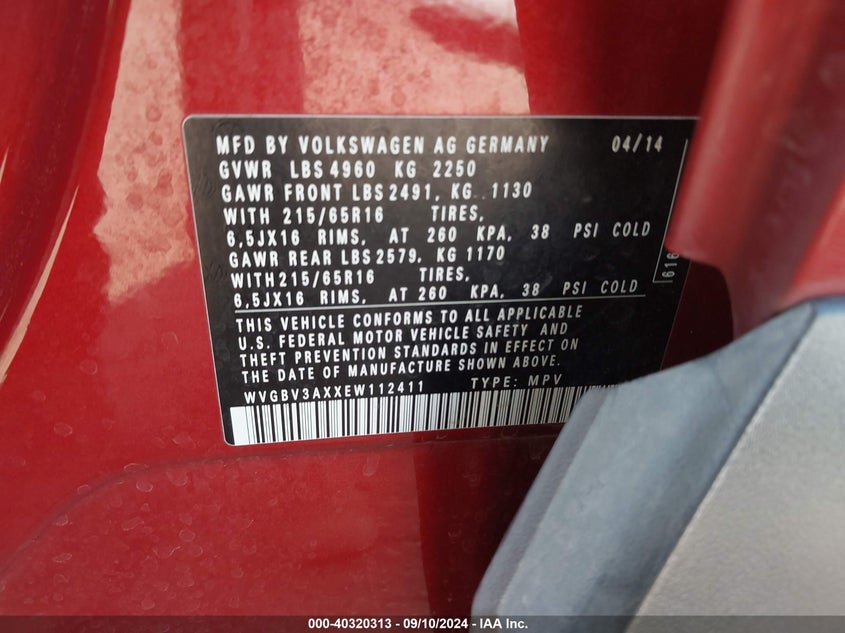 MFD BY VOLKSWAGEN AG GERMANY 04/14
GVWR LBS 4960 KG 2250
GAWR FRONT LBS 2491, KG 1130
WITH 215/65R16 TIRES,
6,5JX16 RIMS, AT 260 KPA, 38 PSI COLD
GAWR REAR LBS 2579, KG 1170
WITH 215/65R16 TIRES,
6,5JX16 RIMS, AT 260 KPA, 38 PSI COLD
THIS VEHICLE CONFORMS TO ALL APPLICABLE
U.S. FEDERAL MOTOR VEHICLE SAFETY AND
THEFT PREVENTION STANDARDS IN EFFECT ON
THE DATE OF MANUFACTURE SHOWN ABOVE.
WVGBV3AXXEW112411 TYPE: MPV
616
000-40320313 - 09/10/2024 - IAA Inc.